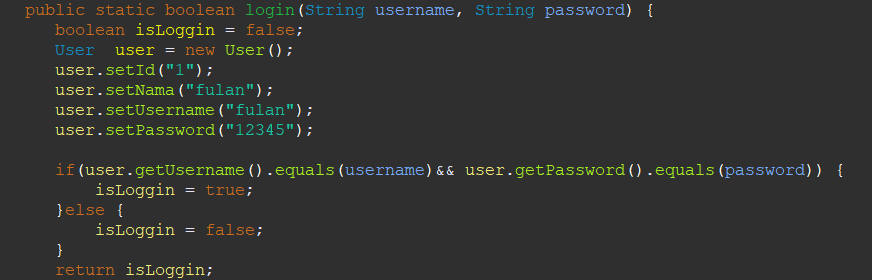 public static boolean login(String username, String password) {
boolean isLoggin = false;
User  user = new User();
user.setId("1");
user.setNama("fulan");
user.setUsername("fulan");
user.setPassword("12345");
if(user.getUsername().equals(username)&& user.getPassword().equals(password)) {
isLoggin = true;
}else {
isLoggin = false;
}
return isLoggin;